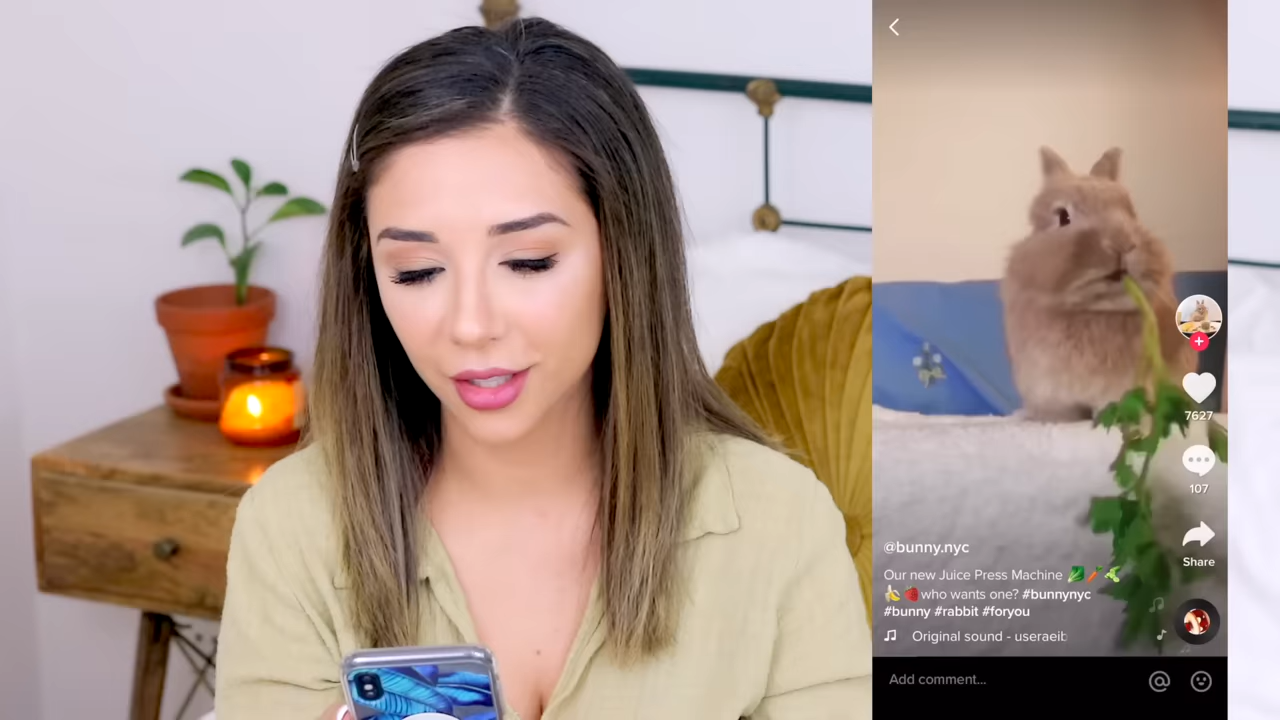 7627
107
Share
@bunny.nyc
Our new Juice Press Machine 🥬🥕🥦
🍌🍓who wants one? #bunnynyc
#bunny #rabbit #foryou
Original sound - useraeib
Add comment...